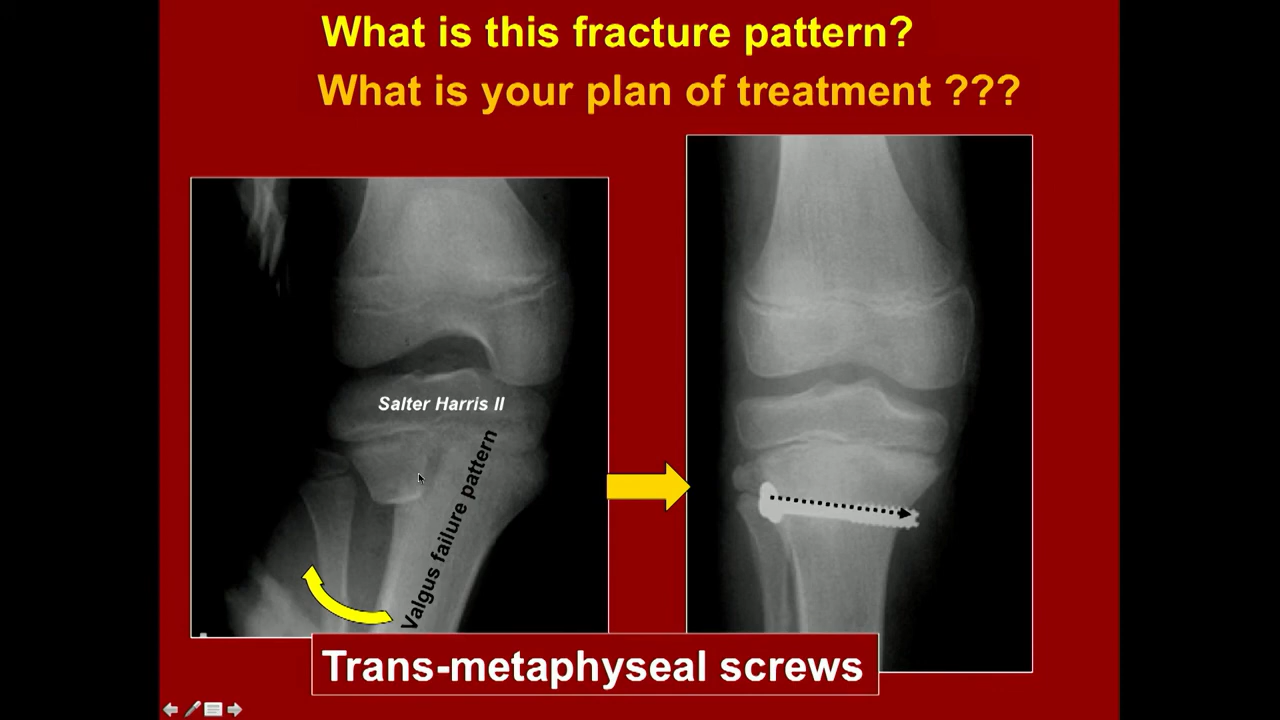 What is this fracture pattern?
What is your plan of treatment ???
Salter Harris II
Valgus failure pattern
Trans-metaphyseal screws